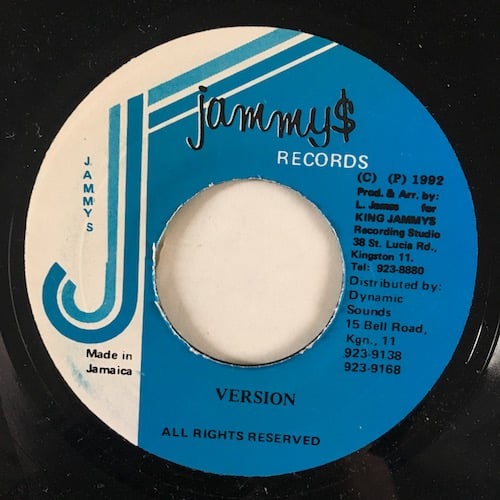 jammy$
RECORDS
JAMMYS
(C) (P) 1992
Prod. & Arr. by:
L. James for
KING JAMMYS
Recording Studio
38 St. Lucia Rd.,
Kingston 11.
Tel: 923-8880
Distributed by:
Dynamic
Sounds
15 Bell Road,
Kgn., 11
923-9138
923-9168
Made in
Jamaica
VERSION
ALL RIGHTS RESERVED